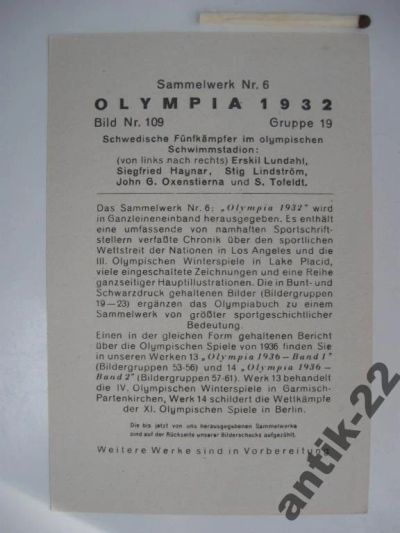 Sammelwerk Nr. 6
OLYMPIA 1932
Bild Nr. 109 Gruppe 19
Schwedische Fünfkämpfer im olympischen
Schwimmstadion:
(von links nach rechts) Erskil Lundahl,
Siegfried Haynar, Stig Lindström,
John G. Oxenstierna und S. Tofeldt.
Das Sammelwerk Nr. 6: „Olympia 1932" wird
in Ganzleineneinband herausgegeben. Es enthält
eine umfassende von namhaften Sportschrift-
stellern verfaßte Chronik über den sportlichen
Wettstreit der Nationen in Los Angeles und die
III. Olympischen Winterspiele in Lake Placid,
viele eingeschaltete Zeichnungen und eine Reihe
ganzseitiger Hauptillustrationen. Die in Bunt- und
Schwarzdruck gehaltenen Bilder (Bildergruppen
19—23) ergänzen das Olympiabuch zu einem
Sammelwerk von größter sportgeschichtlicher
Bedeutung.
Einen in der gleichen Form gehaltenen Bericht
über die Olympischen Spiele von 1936 finden Sie
in unseren Werken 13 „Olympia 1936 — Band 1"
(Bildergruppen 53-56) und 14 „Olympia 1936 —
Band 2" (Bildergruppen 57-61). Werk 13 behandelt
die IV. Olympischen Winterspiele in Garmisch-
Partenkirchen, Werk 14 schildert die Wettkämpfe
der XI. Olympischen Spiele in Berlin.
Die bis jetzt von uns herausgegebenen Sammelwerke
sind auf der Rückseite unserer Bilderschecks aufgezählt.
Weitere Werke sind in Vorbereitung
antik-22